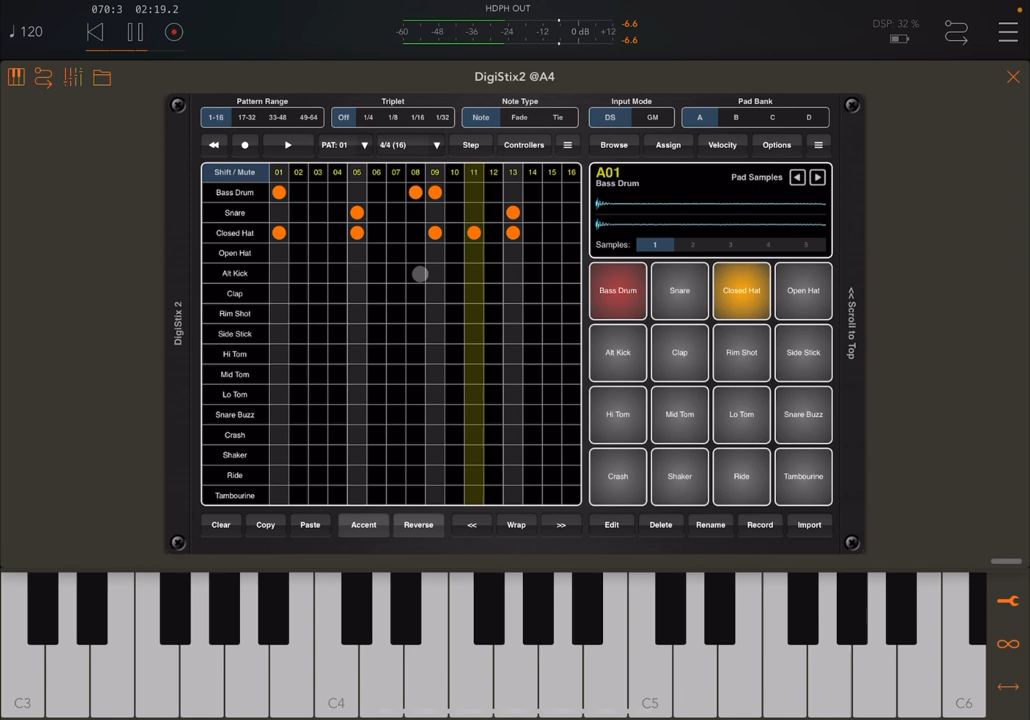 070:3 02:19.2
HDPH OUT
♩120
-60 -48 -36 -24 -12 0 dB +12
-6.6
-6.6
DSP: 32 %
DigiStix2 @A4
Pattern Range Triplet Note Type Input Mode Pad Bank
1-16 17-32 33-48 49-64 Off 1/4 1/8 1/16 1/32 Note Fade Tie DS GM A B C D
PAT: 01 4/4 (16) Step Controllers Browse Assign Velocity Options
Shift / Mute 01 02 03 04 05 06 07 08 09 10 11 12 13 14 15 16
Bass Drum
Snare
Closed Hat
Open Hat
Alt Kick
Clap
Rim Shot
Side Stick
Hi Tom
Mid Tom
Lo Tom
Snare Buzz
Crash
Shaker
Ride
Tambourine
A01
Bass Drum
Pad Samples
Samples: 1 2 3 4 5
Bass Drum Snare Closed Hat Open Hat
Alt Kick Clap Rim Shot Side Stick
Hi Tom Mid Tom Lo Tom Snare Buzz
Crash Shaker Ride Tambourine
DigiStix 2
<< Scroll to Top
Clear Copy Paste Accent Reverse << Wrap >> Edit Delete Rename Record Import
C3 C4 C5 C6